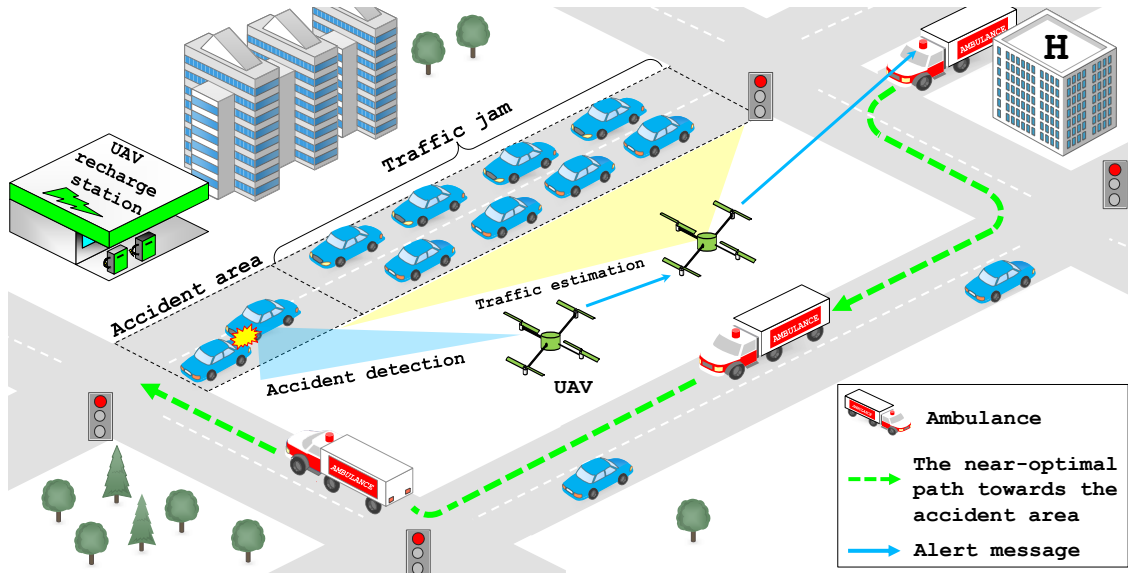 AMBULANCE
H
UAV
recharge
station
Traffic jam
Accident area
Traffic estimation
Accident detection
UAV
AMBULANCE
AMBULANCE
Ambulance
The near-optimal
path towards the
accident area
Alert message